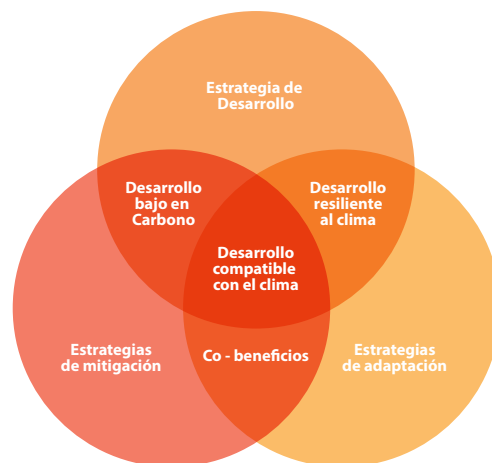 Estrategia de
Desarrollo
Desarrollo
bajo en
Carbono
Desarrollo
resiliente
al clima
Desarrollo
compatible
con el clima
Estrategias
de mitigación
Co - beneficios
Estrategias
de adaptación